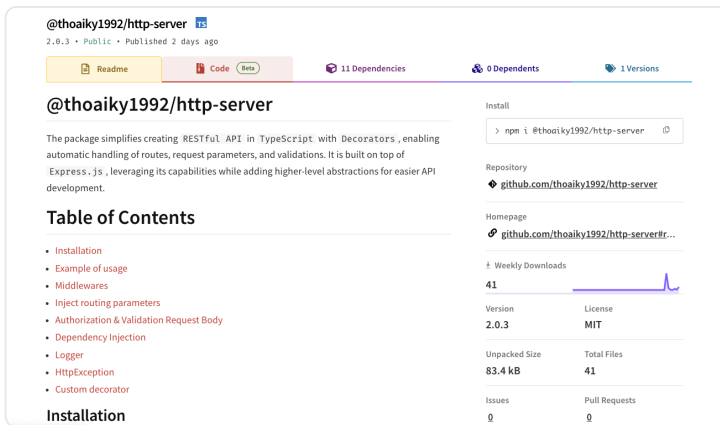 @thoaiky1992/http-server TS
2.0.3 • Public • Published 2 days ago
Readme
Code Beta
11 Dependencies
0 Dependents
1 Versions
@thoaiky1992/http-server
The package simplifies creating RESTful API in TypeScript with Decorators , enabling
automatic handling of routes, request parameters, and validations. It is built on top of
Express.js , leveraging its capabilities while adding higher-level abstractions for easier API
development.
Table of Contents
• Installation
• Example of usage
• Middlewares
• Inject routing parameters
• Authorization & Validation Request Body
• Dependency Injection
• Logger
• HttpException
• Custom decorator
Installation
Install
> npm i @thoaiky1992/http-server
Repository
github.com/thoaiky1992/http-server
Homepage
github.com/thoaiky1992/http-server#r...
Weekly Downloads
41
Version
License
2.0.3
MIT
Unpacked Size
Total Files
83.4 kB
41
Issues
Pull Requests
0
0